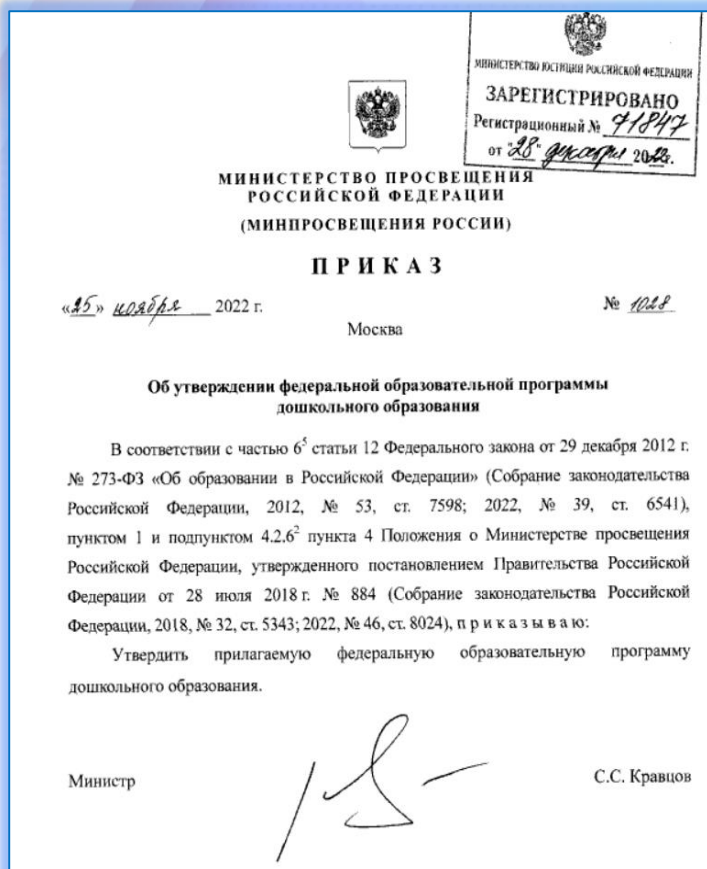 МИНИСТЕРСТВО ЮСТИЦИИ РОССИЙСКОЙ ФЕДЕРАЦИИ
ЗАРЕГИСТРИРОВАНО
Регистрационный № 71847
от "28" декабря 2022г.
МИНИСТЕРСТВО ПРОСВЕЩЕНИЯ
РОССИЙСКОЙ ФЕДЕРАЦИИ
(МИНПРОСВЕЩЕНИЯ РОССИИ)
ПРИКАЗ
«25» ноября 2022 г. № 1028
Москва
Об утверждении федеральной образовательной программы
дошкольного образования
В соответствии с частью 6⁵ статьи 12 Федерального закона от 29 декабря 2012 г.
№ 273-ФЗ «Об образовании в Российской Федерации» (Собрание законодательства
Российской Федерации, 2012, № 53, ст. 7598; 2022, № 39, ст. 6541),
пунктом 1 и подпунктом 4.2.6² пункта 4 Положения о Министерстве просвещения
Российской Федерации, утвержденного постановлением Правительства Российской
Федерации от 28 июля 2018 г. № 884 (Собрание законодательства Российской
Федерации, 2018, № 32, ст. 5343; 2022, № 46, ст. 8024), п р и к а з ы в а ю:
Утвердить прилагаемую федеральную образовательную программу
дошкольного образования.
Министр С.С. Кравцов